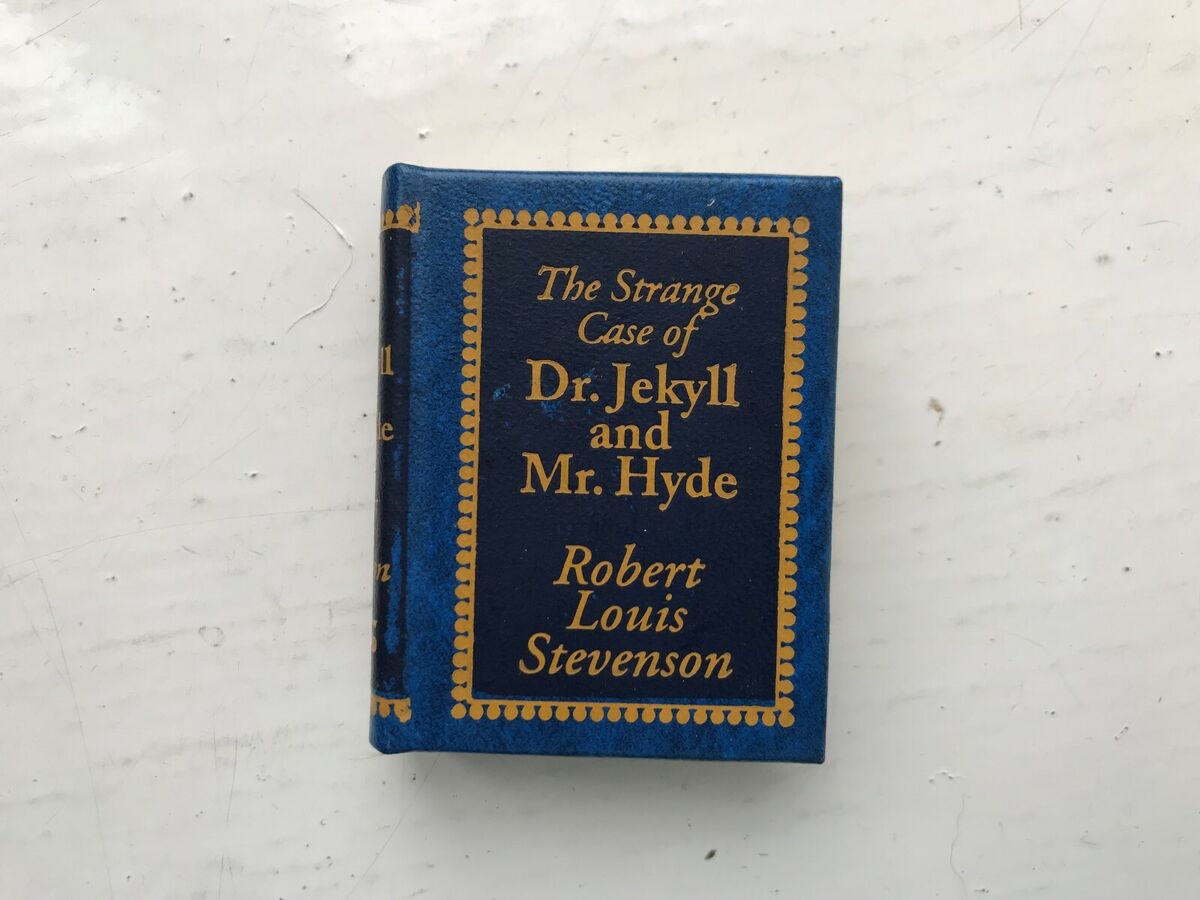 The Strange
Case of
Dr. Jekyll
and
Mr. Hyde
Robert
Louis
Stevenson